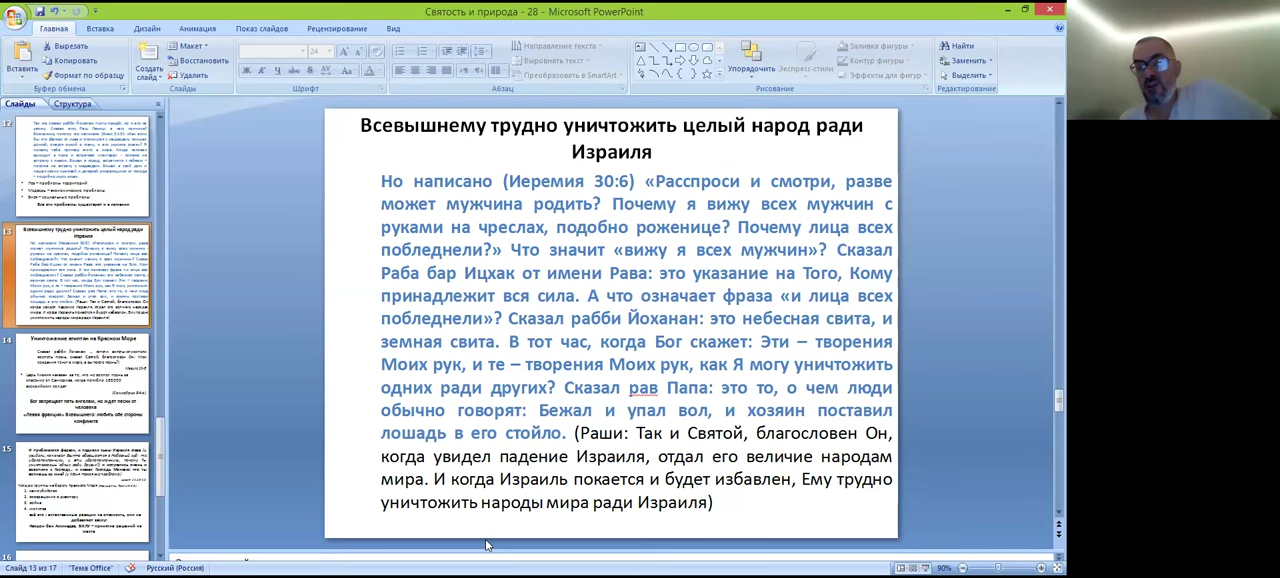 Святость и природа - 28 - Microsoft PowerPoint
Главная Вставка Дизайн Анимация Показ слайдов Рецензирование Вид
Вставить
Вырезать
Копировать
Формат по образцу
Буфер обмена
Создать слайд
Макет
Восстановить
Удалить
Слайды
24
Шрифт
Направление текста
Выровнять текст
Преобразовать в SmartArt
Абзац
Упорядочить
Экспресс-стили
Заливка фигуры
Контур фигуры
Эффекты для фигур
Рисование
Найти
Заменить
Выделить
Редактирование
Слайды Структура
12
13
14
Уничтожение египтян на Красном Море
15
16
Всевышнему трудно уничтожить целый народ ради
Израиля
Но написано (Иеремия 30:6) «Расспроси и смотри, разве
может мужчина родить? Почему я вижу всех мужчин с
руками на чреслах, подобно роженице? Почему лица всех
побледнели?» Что значит «вижу я всех мужчин»? Сказал
Раба бар Ицхак от имени Рава: это указание на Того, Кому
принадлежит вся сила. А что означает фраза «и лица всех
побледнели»? Сказал рабби Йоханан: это небесная свита, и
земная свита. В тот час, когда Бог скажет: Эти – творения
Моих рук, и те – творения Моих рук, как Я могу уничтожить
одних ради других? Сказал рав Папа: это то, о чем люди
обычно говорят: Бежал и упал вол, и хозяин поставил
лошадь в его стойло. (Раши: Так и Святой, благословен Он,
когда увидел падение Израиля, отдал его величие народам
мира. И когда Израиль покается и будет избавлен, Ему трудно
уничтожить народы мира ради Израиля)
Слайд 13 из 17 "Тема Office" Русский (Россия) 90%